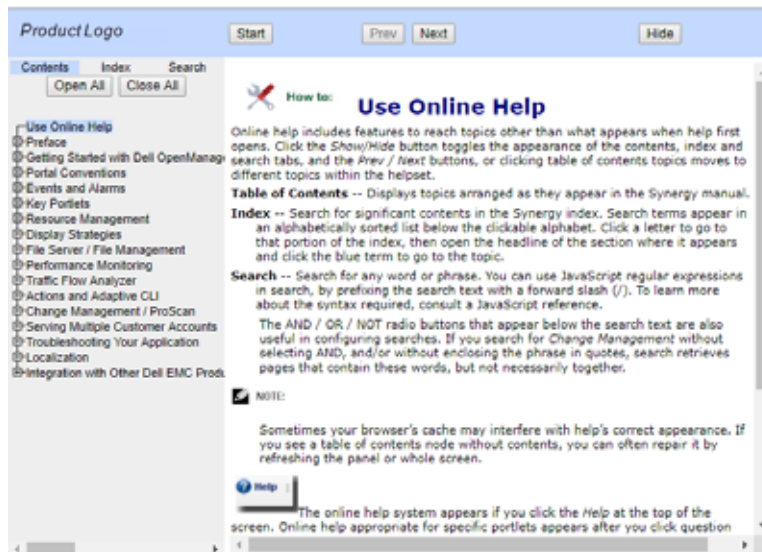 Product Logo
Start
Prev
Next
Hide
Contents Index Search
Open All Close All
Use Online Help
Preface
Getting Started with Dell OpenManag
Portal Conventions
Events and Alarms
Key Portlets
Resource Management
Display Strategies
File Server / File Management
Performance Monitoring
Traffic Flow Analyzer
Actions and Adaptive CLI
Change Management / ProScan
Serving Multiple Customer Accounts
Troubleshooting Your Application
Localization
Integration with Other Dell EMC Produ
How to: Use Online Help
Online help includes features to reach topics other than what appears when help first
opens. Click the Show/Hide button toggles the appearance of the contents, index and
search tabs, and the Prev / Next buttons, or clicking table of contents topics moves to
different topics within the helpset.
Table of Contents -- Displays topics arranged as they appear in the Synergy manual.
Index -- Search for significant contents in the Synergy index. Search terms appear in
an alphabetically sorted list below the clickable alphabet. Click a letter to go to
that portion of the index, then open the headline of the section where it appears
and click the blue term to go to the topic.
Search -- Search for any word or phrase. You can use JavaScript regular expressions
in search, by prefixing the search text with a forward slash (/). To learn more
about the syntax required, consult a JavaScript reference.
The AND / OR / NOT radio buttons that appear below the search text are also
useful in configuring searches. If you search for Change Management without
selecting AND, and/or without enclosing the phrase in quotes, search retrieves
pages that contain these words, but not necessarily together.
NOTE:
Sometimes your browser's cache may interfere with help's correct appearance. If
you see a table of contents node without contents, you can often repair it by
refreshing the panel or whole screen.
Help
The online help system appears if you click the Help at the top of the
screen. Online help appropriate for specific portlets appears after you click question